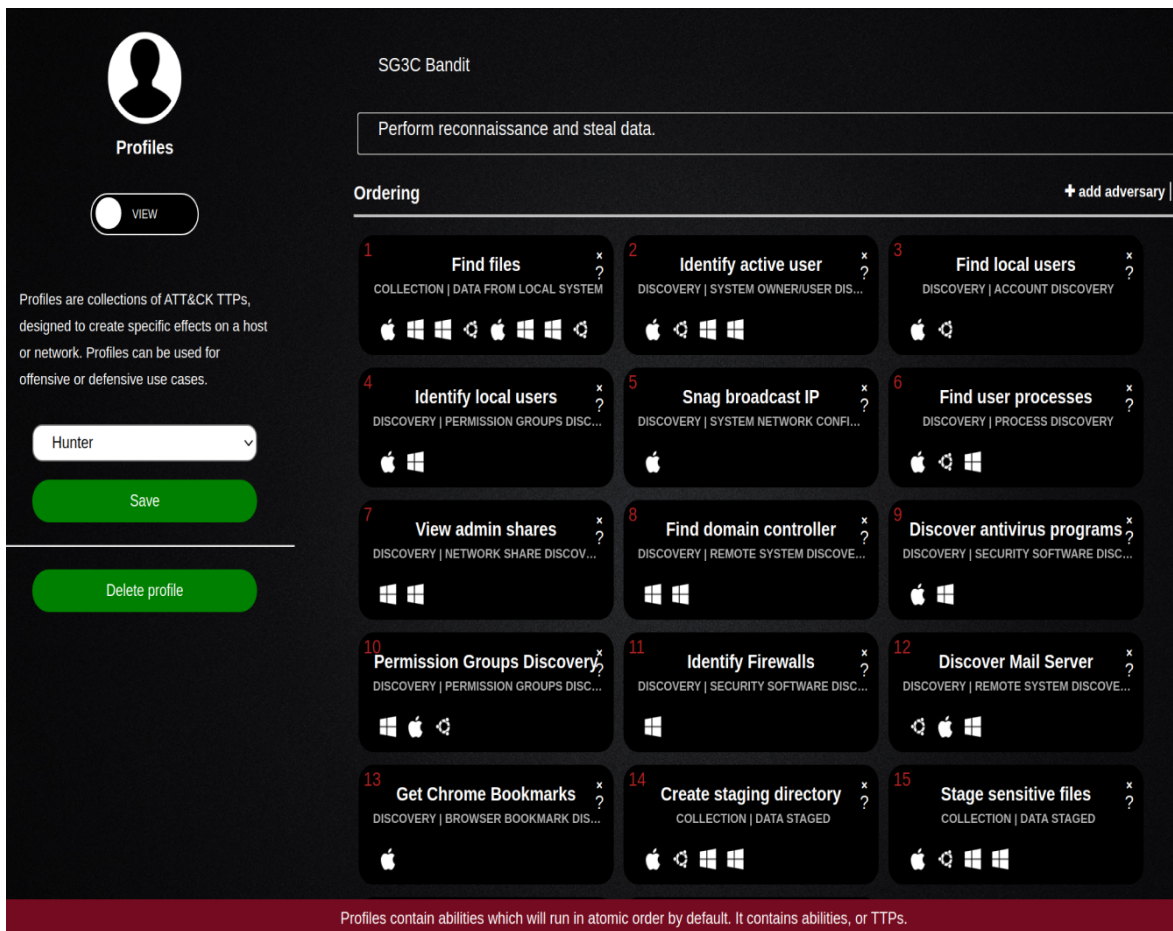 Profiles
VIEW
Profiles are collections of ATT&CK TTPs,
designed to create specific effects on a host
or network. Profiles can be used for
offensive or defensive use cases.
Hunter
Save
Delete profile
SG3C Bandit
Perform reconnaissance and steal data.
Ordering
+ add adversary |
1 Find files x ?
COLLECTION | DATA FROM LOCAL SYSTEM
2 Identify active user x ?
DISCOVERY | SYSTEM OWNER/USER DIS...
3 Find local users x ?
DISCOVERY | ACCOUNT DISCOVERY
4 Identify local users x ?
DISCOVERY | PERMISSION GROUPS DISC...
5 Snag broadcast IP x ?
DISCOVERY | SYSTEM NETWORK CONFI...
6 Find user processes x ?
DISCOVERY | PROCESS DISCOVERY
7 View admin shares x ?
DISCOVERY | NETWORK SHARE DISCOV...
8 Find domain controller x ?
DISCOVERY | REMOTE SYSTEM DISCOVE...
9 Discover antivirus programs x ?
DISCOVERY | SECURITY SOFTWARE DISC...
10 Permission Groups Discovery x ?
DISCOVERY | PERMISSION GROUPS DISC...
11 Identify Firewalls x ?
DISCOVERY | SECURITY SOFTWARE DISC...
12 Discover Mail Server x ?
DISCOVERY | REMOTE SYSTEM DISCOVE...
13 Get Chrome Bookmarks x ?
DISCOVERY | BROWSER BOOKMARK DIS...
14 Create staging directory x ?
COLLECTION | DATA STAGED
15 Stage sensitive files x ?
COLLECTION | DATA STAGED
Profiles contain abilities which will run in atomic order by default. It contains abilities, or TTPs.